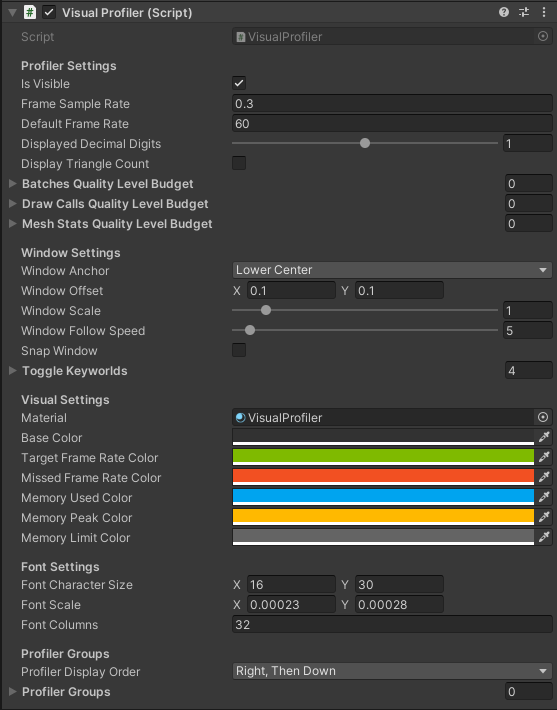 Visual Profiler (Script)
Script VisualProfiler
Profiler Settings
Is Visible
Frame Sample Rate 0.3
Default Frame Rate 60
Displayed Decimal Digits 1
Display Triangle Count
Batches Quality Level Budget 0
Draw Calls Quality Level Budget 0
Mesh Stats Quality Level Budget 0
Window Settings
Window Anchor Lower Center
Window Offset X 0.1 Y 0.1
Window Scale 1
Window Follow Speed 5
Snap Window
Toggle Keyworlds 4
Visual Settings
Material VisualProfiler
Base Color
Target Frame Rate Color
Missed Frame Rate Color
Memory Used Color
Memory Peak Color
Memory Limit Color
Font Settings
Font Character Size X 16 Y 30
Font Scale X 0.00023 Y 0.00028
Font Columns 32
Profiler Groups
Profiler Display Order Right, Then Down
Profiler Groups 0